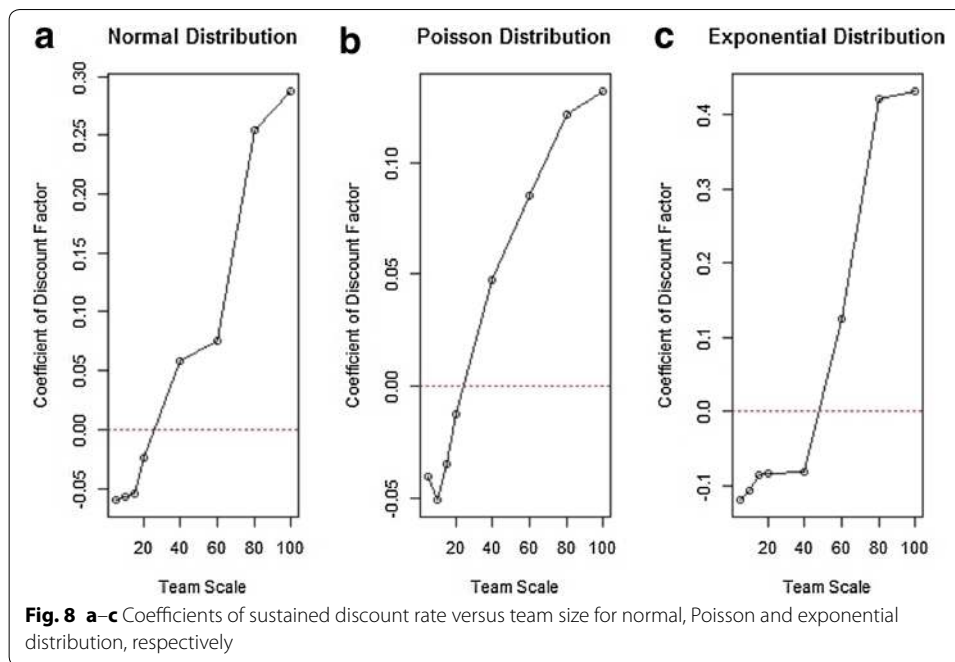 a Normal Distribution
Coefficient of Discount Factor
0.30
0.25
0.20
0.15
0.10
0.05
0.00
-0.05
20 40 60 80 100
Team Scale
b Poisson Distribution
Coefficient of Discount Factor
0.10
0.05
0.00
-0.05
20 40 60 80 100
Team Scale
c Exponential Distribution
Coefficient of Discount Factor
0.4
0.3
0.2
0.1
0.0
-0.1
20 40 60 80 100
Team Scale
Fig. 8 a–c Coefficients of sustained discount rate versus team size for normal, Poisson and exponential
distribution, respectively